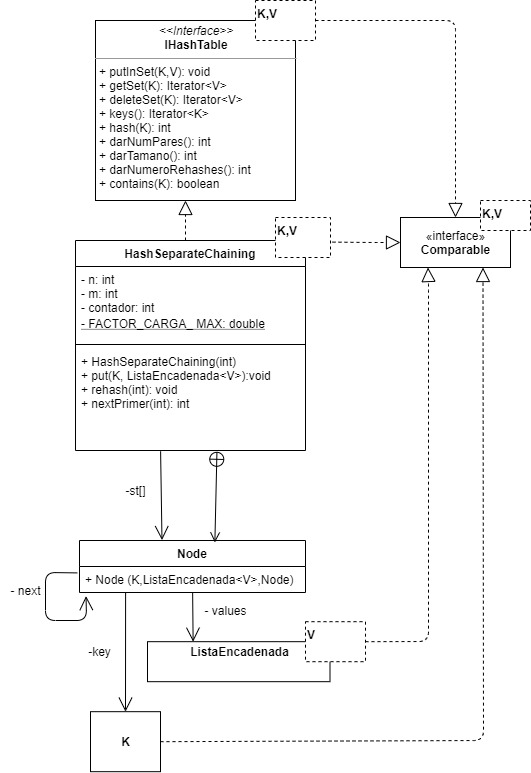 K,V
<<Interface>>
IHashTable
+ putInSet(K,V): void
+ getSet(K): Iterator<V>
+ deleteSet(K): Iterator<V>
+ keys(): Iterator<K>
+ hash(K): int
+ darNumPares(): int
+ darTamano(): int
+ darNumeroRehashes(): int
+ contains(K): boolean
K,V
«interface»
Comparable
K,V
HashSeparateChaining
- n: int
- m: int
- contador: int
- FACTOR_CARGA_ MAX: double
+ HashSeparateChaining(int)
+ put(K, ListaEncadenada<V>):void
+ rehash(int): void
+ nextPrimer(int): int
-st[]
Node
+ Node (K,ListaEncadenada<V>,Node)
- next
- values
-key
V
ListaEncadenada
K